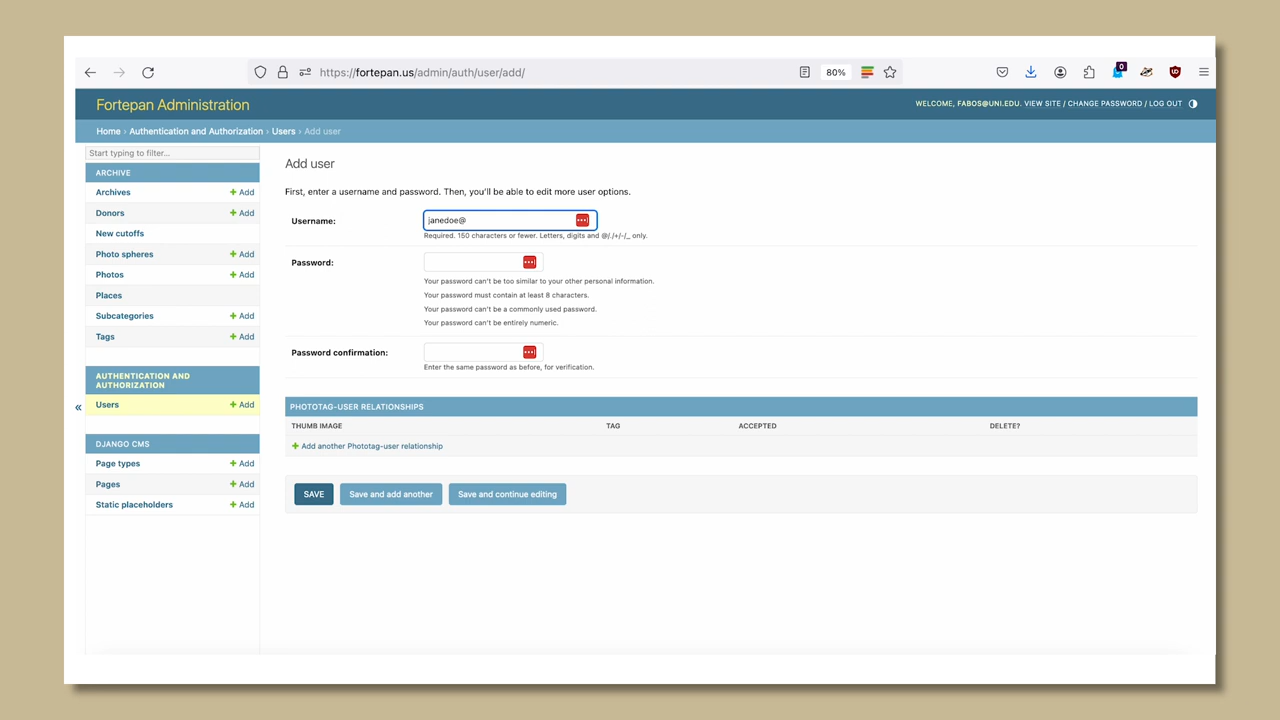 https://fortepan.us/admin/auth/user/add/
80%
0
Fortepan Administration
WELCOME, FABOS@UNI.EDU. VIEW SITE / CHANGE PASSWORD / LOG OUT
Home › Authentication and Authorization › Users › Add user
Start typing to filter...
ARCHIVE
Archives + Add
Donors + Add
New cutoffs
Photo spheres + Add
Photos + Add
Places
Subcategories + Add
Tags + Add
AUTHENTICATION AND
AUTHORIZATION
«
Users + Add
DJANGO CMS
Page types + Add
Pages + Add
Static placeholders + Add
Add user
First, enter a username and password. Then, you'll be able to edit more user options.
Username: janedoe@
Required. 150 characters or fewer. Letters, digits and @/./+/-/_ only.
Password:
Your password can't be too similar to your other personal information.
Your password must contain at least 8 characters.
Your password can't be a commonly used password.
Your password can't be entirely numeric.
Password confirmation:
Enter the same password as before, for verification.
PHOTOTAG-USER RELATIONSHIPS
THUMB IMAGE TAG ACCEPTED DELETE?
+ Add another Phototag-user relationship
SAVE Save and add another Save and continue editing